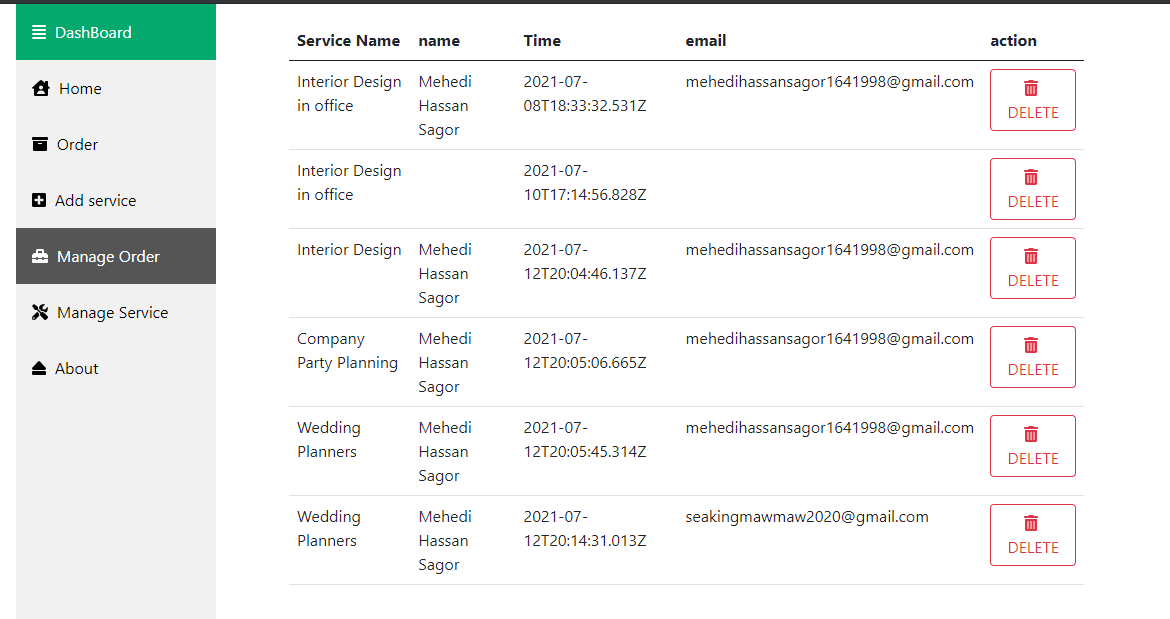 DashBoard
Home
Order
Add service
Manage Order
Manage Service
About
Service Name name Time email action
Interior Design Mehedi 2021-07- mehedihassansagor1641998@gmail.com
in office Hassan 08T18:33:32.531Z DELETE
Sagor
Interior Design 2021-07-
in office 10T17:14:56.828Z DELETE
Interior Design Mehedi 2021-07- mehedihassansagor1641998@gmail.com
Hassan 12T20:04:46.137Z DELETE
Sagor
Company Mehedi 2021-07- mehedihassansagor1641998@gmail.com
Party Planning Hassan 12T20:05:06.665Z DELETE
Sagor
Wedding Mehedi 2021-07- mehedihassansagor1641998@gmail.com
Planners Hassan 12T20:05:45.314Z DELETE
Sagor
Wedding Mehedi 2021-07- seakingmawmaw2020@gmail.com
Planners Hassan 12T20:14:31.013Z DELETE
Sagor